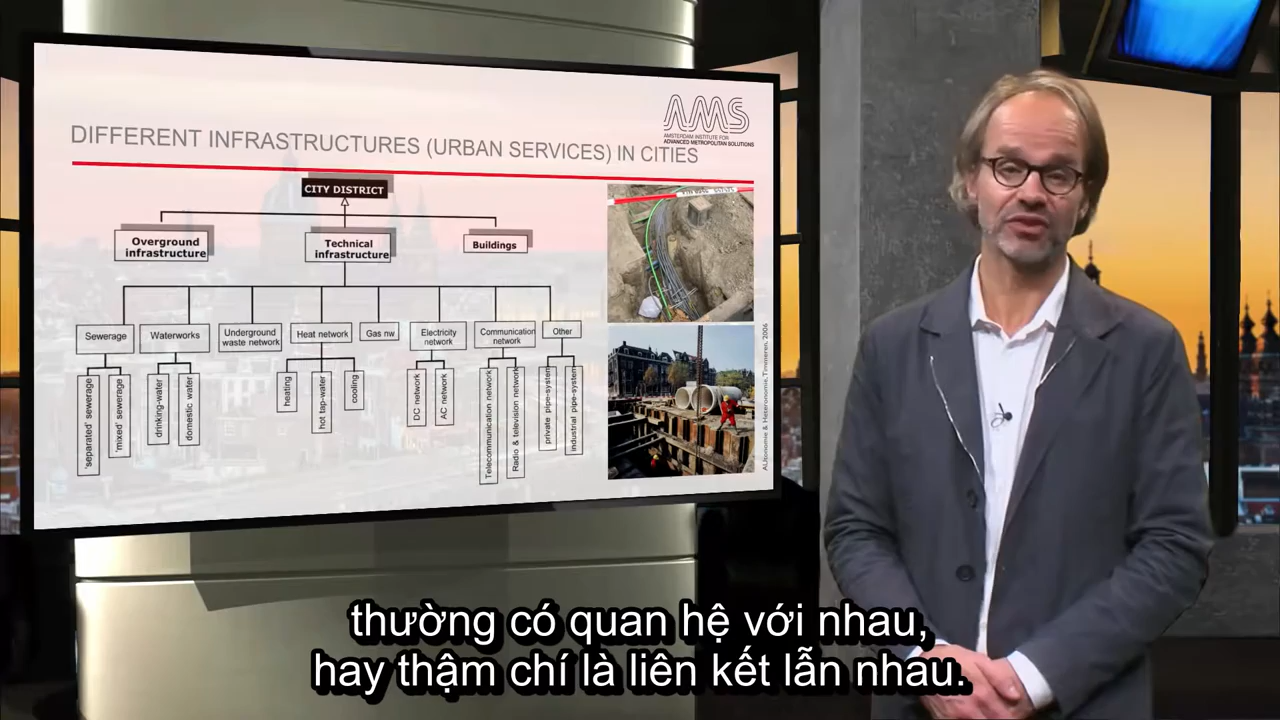 AMS
AMSTERDAM INSTITUTE FOR
ADVANCED METROPOLITAN SOLUTIONS
DIFFERENT INFRASTRUCTURES (URBAN SERVICES) IN CITIES
CITY DISTRICT
Overground
infrastructure
Technical
infrastructure
Buildings
Sewerage
Waterworks
Underground
waste network
Heat network
Gas nw
Electricity
network
Communication
network
Other
'separated' sewerage
'mixed' sewerage
drinking-water
domestic water
heating
hot tap-water
cooling
DC network
AC network
Telecommunication network
Radio & television network
private pipe-system
industrial pipe-system
Autonomie & Heteronomie, Timmeren, 2006
thường có quan hệ với nhau,
hay thậm chí là liên kết lẫn nhau.